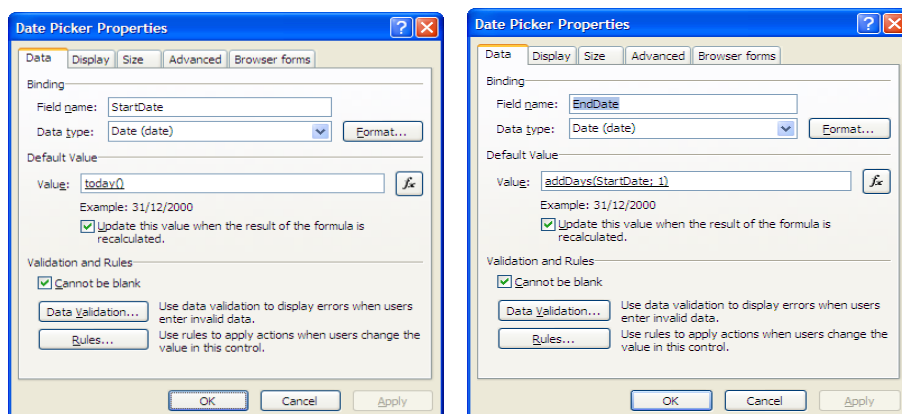 Date Picker Properties
Data Display Size Advanced Browser forms
Binding
Field name: StartDate
Data type: Date (date) Format...
Default Value
Value: today() fx
Example: 31/12/2000
Update this value when the result of the formula is
recalculated.
Validation and Rules
Cannot be blank
Data Validation... Use data validation to display errors when users
enter invalid data.
Rules... Use rules to apply actions when users change the
value in this control.
OK Cancel Apply
Date Picker Properties
Data Display Size Advanced Browser forms
Binding
Field name: EndDate
Data type: Date (date) Format...
Default Value
Value: addDays(StartDate; 1) fx
Example: 31/12/2000
Update this value when the result of the formula is
recalculated.
Validation and Rules
Cannot be blank
Data Validation... Use data validation to display errors when users
enter invalid data.
Rules... Use rules to apply actions when users change the
value in this control.
OK Cancel Apply